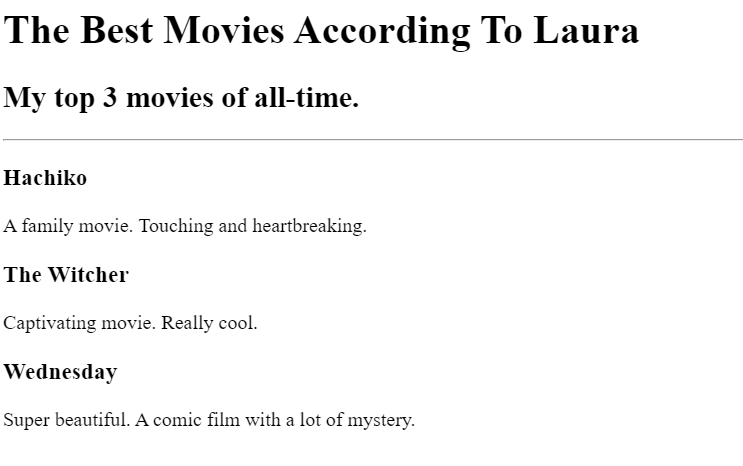 The Best Movies According To Laura
My top 3 movies of all-time.
Hachiko
A family movie. Touching and heartbreaking.
The Witcher
Captivating movie. Really cool.
Wednesday
Super beautiful. A comic film with a lot of mystery.